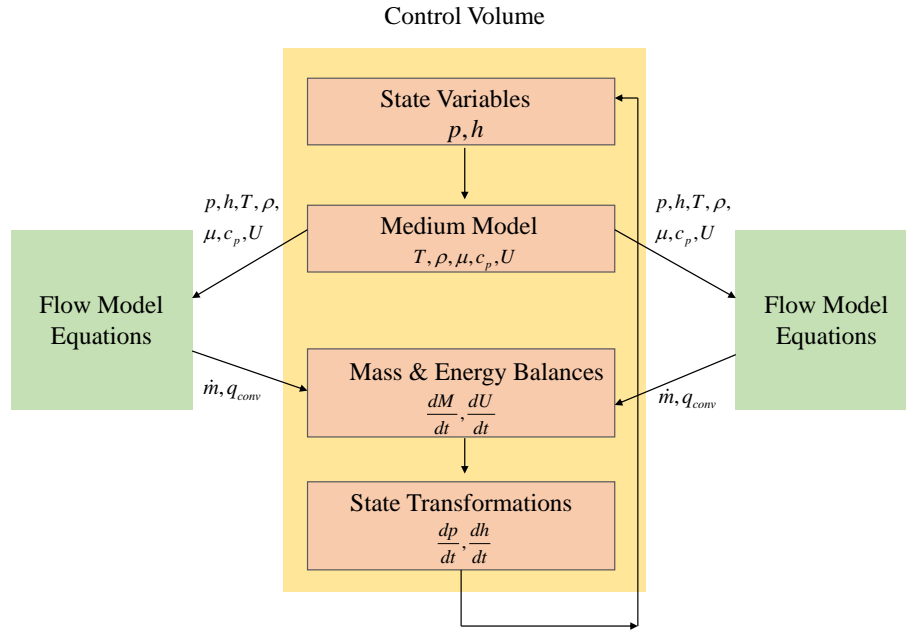 Control Volume
State Variables
p, h
p, h, T, ρ,
μ, c_p, U
Medium Model
T, ρ, μ, c_p, U
p, h, T, ρ,
μ, c_p, U
Flow Model
Equations
Flow Model
Equations
Mass & Energy Balances
dM/dt, dU/dt
ṁ, q_conv
ṁ, q_conv
State Transformations
dp/dt, dh/dt